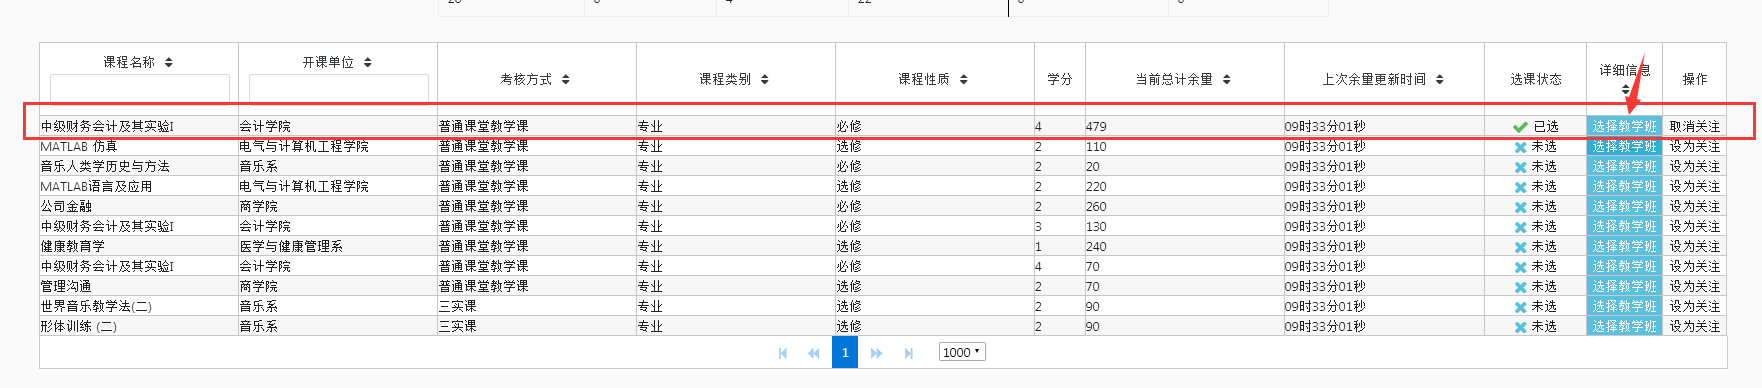 课程名称 开课单位 考核方式 课程类别 课程性质 学分 当前总计余量 上次余量更新时间 选课状态 详细信息 操作
中级财务会计及其实验I 会计学院 普通课堂教学课 专业 必修 4 479 09时33分01秒 已选 选择教学班 取消关注
MATLAB 仿真 电气与计算机工程学院 普通课堂教学课 专业 选修 2 110 09时33分01秒 未选 选择教学班 设为关注
音乐人类学历史与方法 音乐系 普通课堂教学课 专业 必修 2 20 09时33分01秒 未选 选择教学班 设为关注
MATLAB语言及应用 电气与计算机工程学院 普通课堂教学课 专业 选修 2 220 09时33分01秒 未选 选择教学班 设为关注
公司金融 商学院 普通课堂教学课 专业 必修 2 260 09时33分01秒 未选 选择教学班 设为关注
中级财务会计及其实验I 会计学院 普通课堂教学课 专业 必修 3 130 09时33分01秒 未选 选择教学班 设为关注
健康教育学 医学与健康管理系 普通课堂教学课 专业 选修 1 240 09时33分01秒 未选 选择教学班 设为关注
中级财务会计及其实验I 会计学院 普通课堂教学课 专业 必修 4 70 09时33分01秒 未选 选择教学班 设为关注
管理沟通 商学院 普通课堂教学课 专业 选修 2 70 09时33分01秒 未选 选择教学班 设为关注
世界音乐教学法(二) 音乐系 三实课 专业 选修 2 90 09时33分01秒 未选 选择教学班 设为关注
形体训练 (二) 音乐系 三实课 专业 选修 2 90 09时33分01秒 未选 选择教学班 设为关注
1 1000